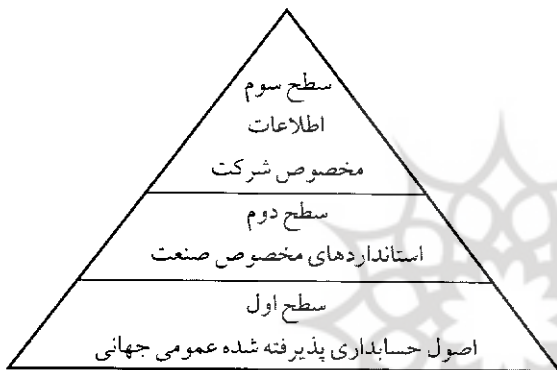 سطح سوم
اطلاعات
مخصوص شرکت
سطح دوم
استانداردهای مخصوص صنعت
سطح اول
اصول حسابداری پذیرفته شده عمومی جهانی